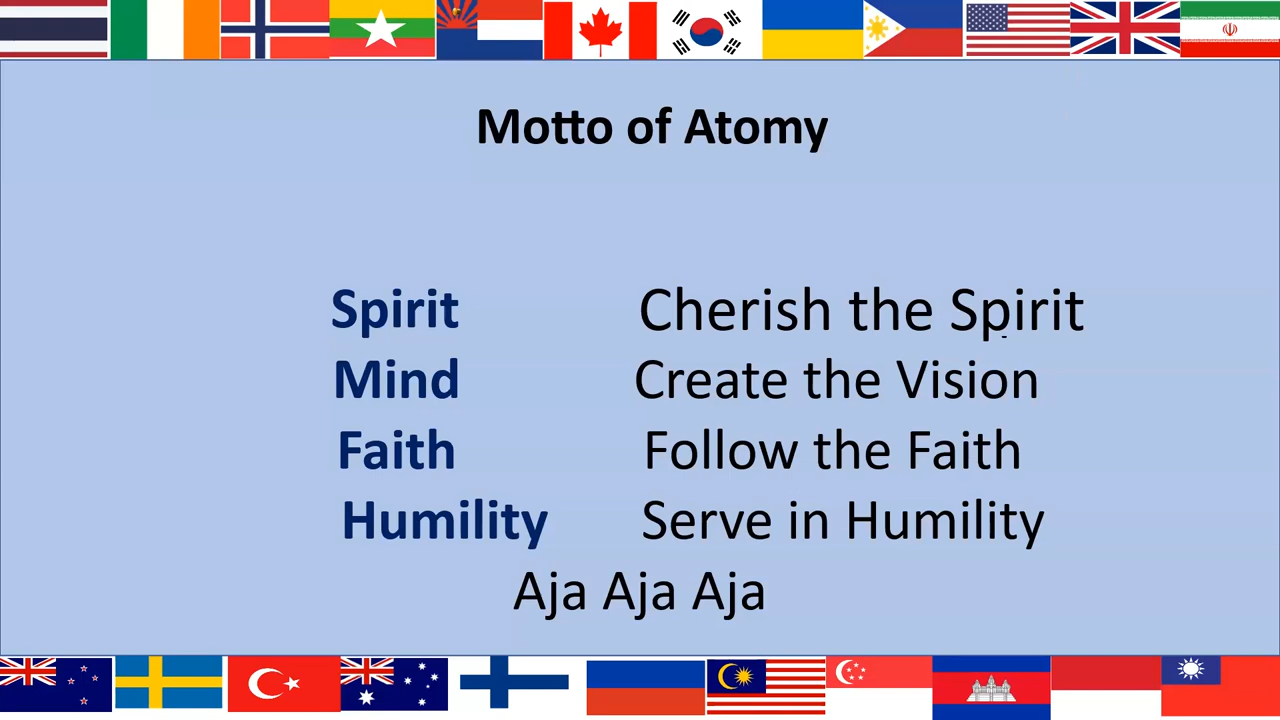 Motto of Atomy
Spirit Cherish the Spirit
Mind Create the Vision
Faith Follow the Faith
Humility Serve in Humility
Aja Aja Aja